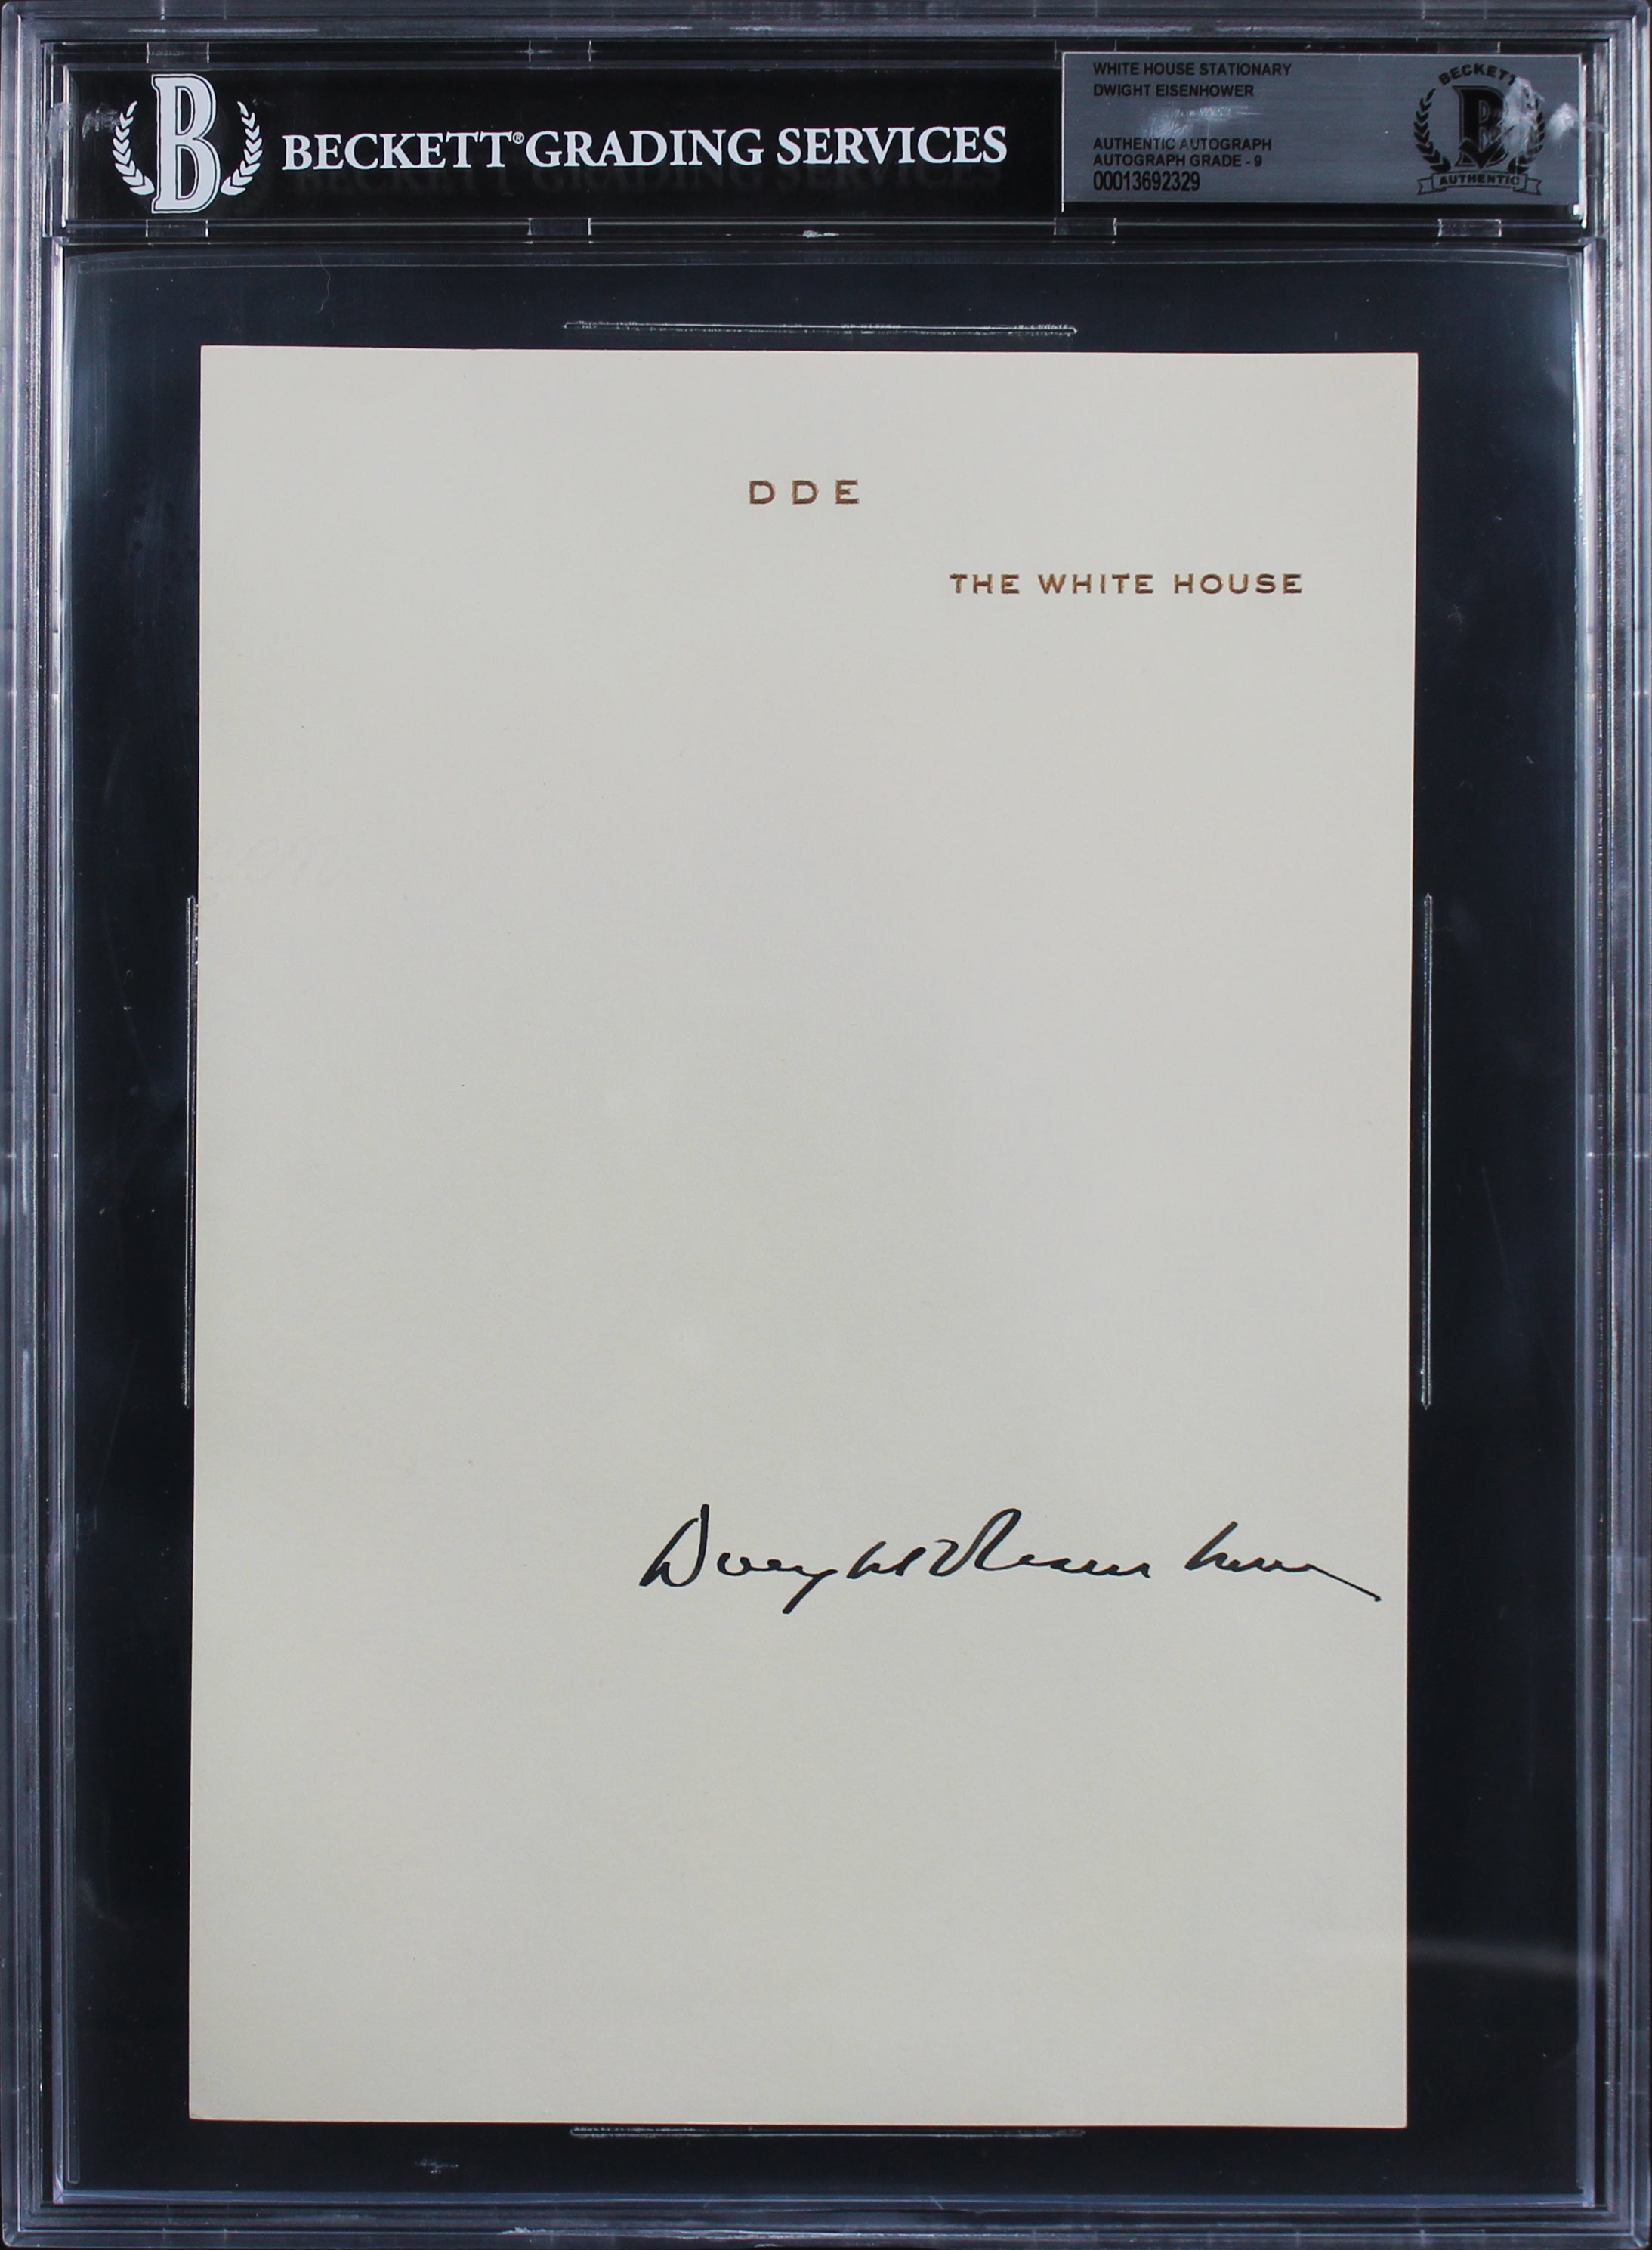 BECKETT® GRADING SERVICES
WHITE HOUSE STATIONARY
DWIGHT EISENHOWER
AUTHENTIC AUTOGRAPH
AUTOGRAPH GRADE - 9
00013692329
BECKETT
B
AUTHENTIC
B
DDE
THE WHITE HOUSE
Dwight D Eisenhower